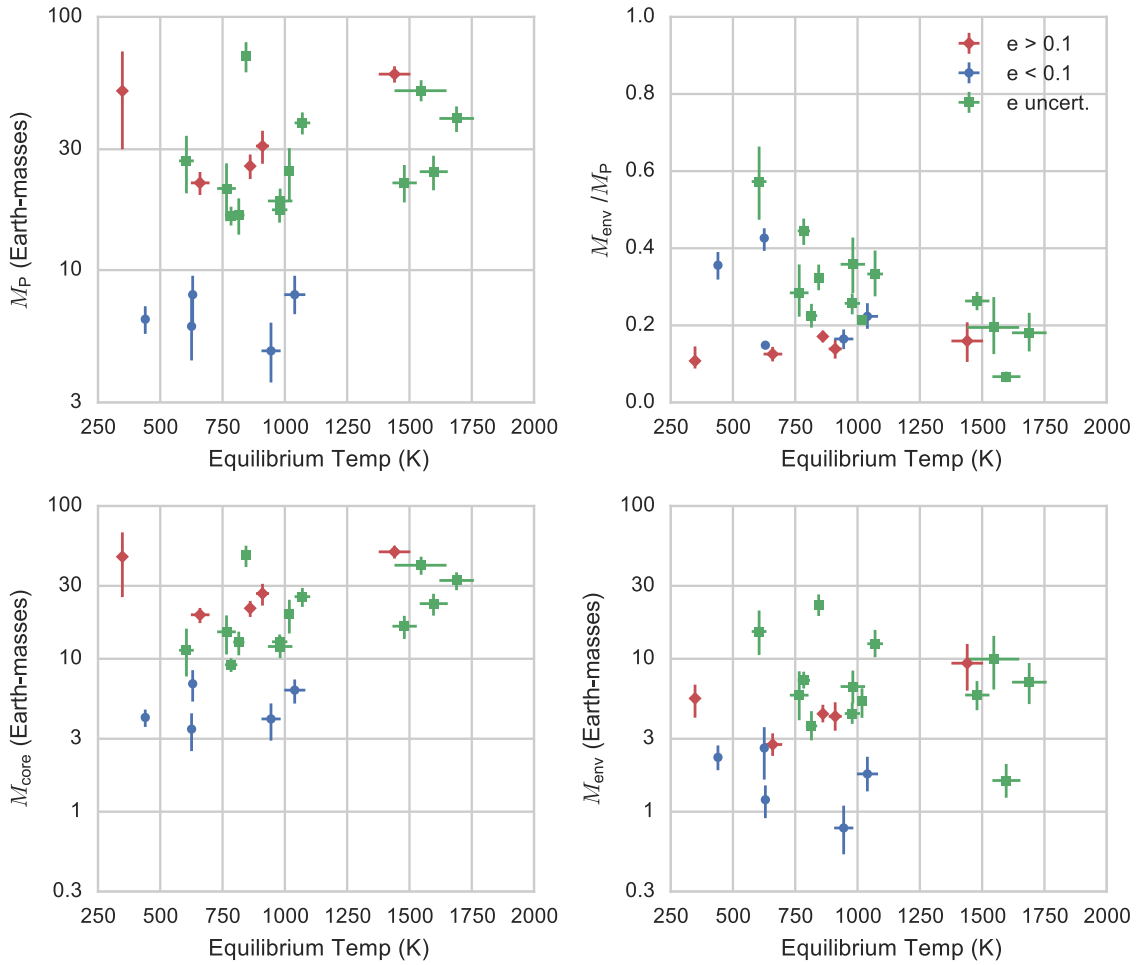 100
30
10
3
M_P (Earth-masses)
250 500 750 1000 1250 1500 1750 2000
Equilibrium Temp (K)
1.0
0.8
0.6
0.4
0.2
0.0
M_env/M_P
e > 0.1
e < 0.1
e uncert.
250 500 750 1000 1250 1500 1750 2000
Equilibrium Temp (K)
100
30
10
3
1
0.3
M_core (Earth-masses)
250 500 750 1000 1250 1500 1750 2000
Equilibrium Temp (K)
100
30
10
3
1
0.3
M_env (Earth-masses)
250 500 750 1000 1250 1500 1750 2000
Equilibrium Temp (K)